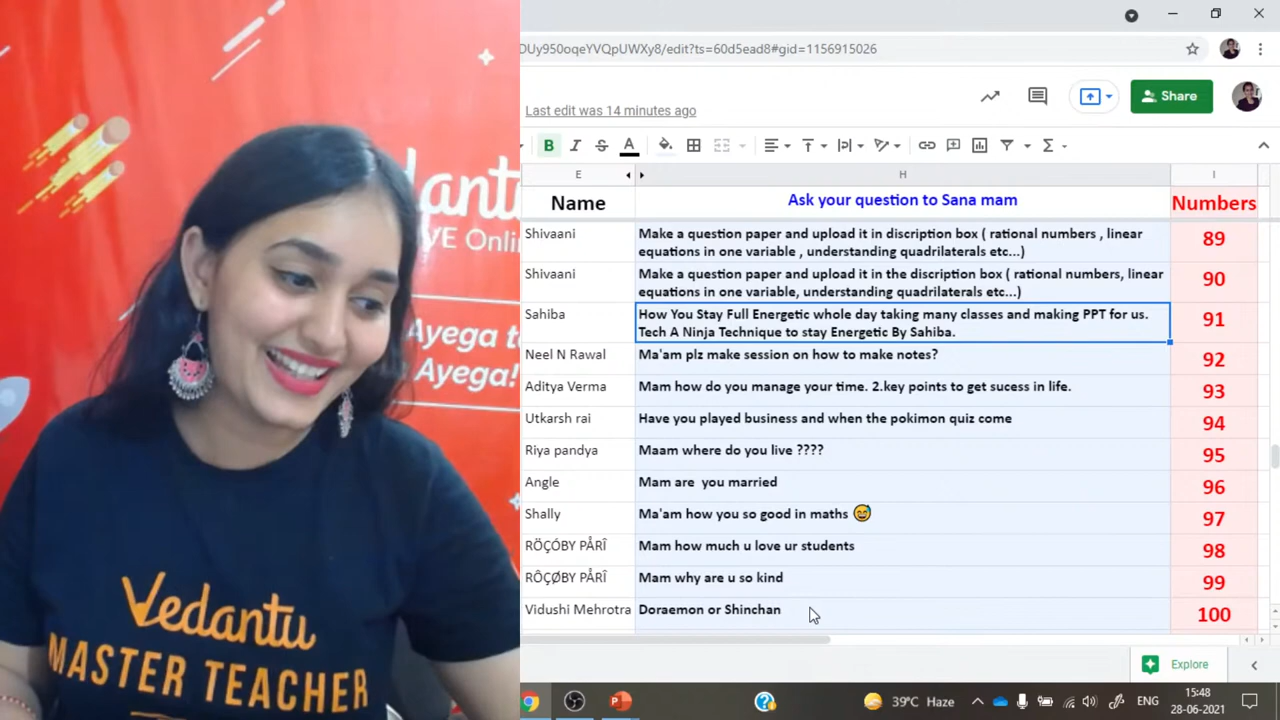 DUy950oqeYVQpUWXy8/edit?ts=60d5ead8#gid=1156915026
Last edit was 14 minutes ago
Share
B I S A
E H I
Name Ask your question to Sana mam Numbers
Shivaani Make a question paper and upload it in discription box ( rational numbers , linear 89
equations in one variable , understanding quadrilaterals etc...)
Shivaani Make a question paper and upload it in the discription box ( rational numbers, linear 90
equations in one variable, understanding quadrilaterals etc...)
Sahiba How You Stay Full Energetic whole day taking many classes and making PPT for us. 91
Tech A Ninja Technique to stay Energetic By Sahiba.
Neel N Rawal Ma'am plz make session on how to make notes? 92
Aditya Verma Mam how do you manage your time. 2.key points to get sucess in life. 93
Utkarsh rai Have you played business and when the pokimon quiz come 94
Riya pandya Maam where do you live ???? 95
Angle Mam are you married 96
Shally Ma'am how you so good in maths 😅 97
RÖÇÓBY PÅRÎ Mam how much u love ur students 98
RÔÇØBY PÅRÎ Mam why are u so kind 99
Vidushi Mehrotra Doraemon or Shinchan 100
Explore
39°C Haze ENG 15:48
28-06-2021
edantu
VE Onlin
Ayega to
Ayega!
Vedantu
MASTER TEACHER